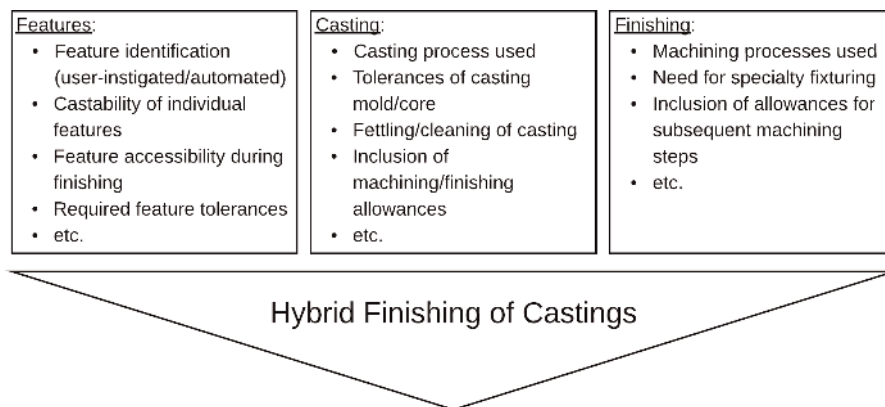 Features:
• Feature identification
(user-instigated/automated)
• Castability of individual
features
• Feature accessibility during
finishing
• Required feature tolerances
• etc.
Casting:
• Casting process used
• Tolerances of casting
mold/core
• Fettling/cleaning of casting
• Inclusion of
machining/finishing
allowances
• etc.
Finishing:
• Machining processes used
• Need for specialty fixturing
• Inclusion of allowances for
subsequent machining
steps
• etc.
Hybrid Finishing of Castings